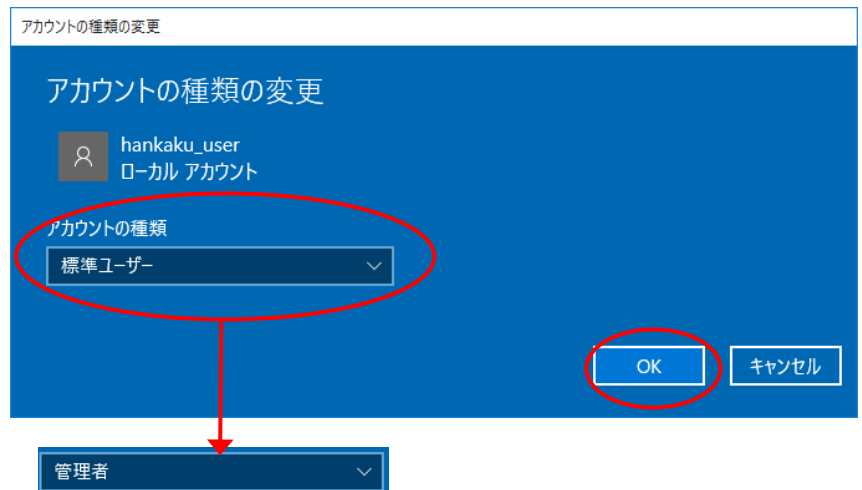 アカウントの種類の変更
アカウントの種類の変更
hankaku_user
ローカル アカウント
アカウントの種類
標準ユーザー
OK
キャンセル
管理者